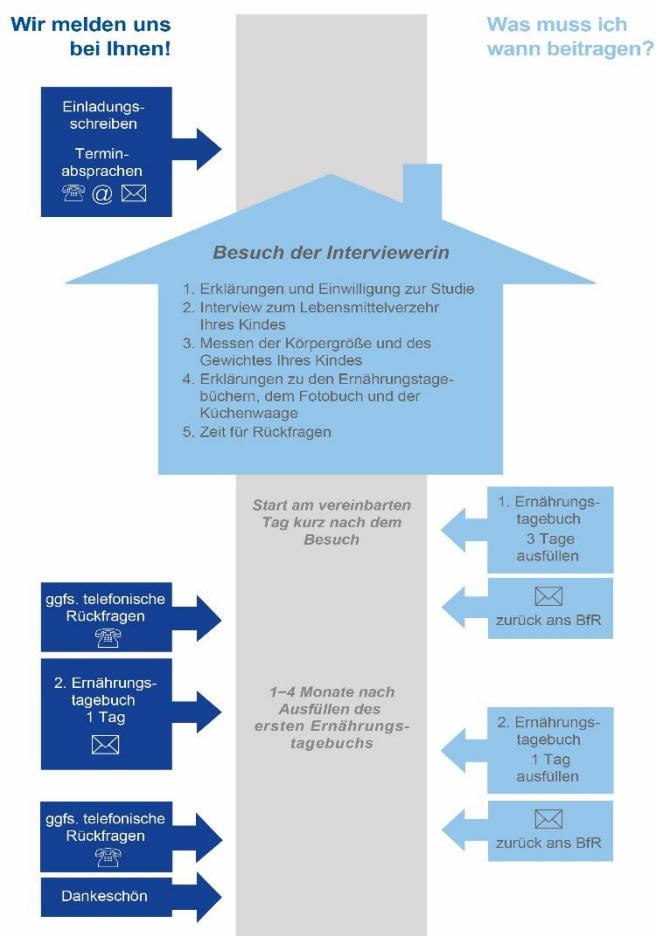 Wir melden uns
bei Ihnen!
Was muss ich
wann beitragen?
Einladungs-
schreiben
Termin-
absprachen
@
Besuch der Interviewerin
1. Erklärungen und Einwilligung zur Studie
2. Interview zum Lebensmittelverzehr
Ihres Kindes
3. Messen der Körpergröße und des
Gewichtes Ihres Kindes
4. Erklärungen zu den Ernährungstage-
büchern, dem Fotobuch und der
Küchenwaage
5. Zeit für Rückfragen
Start am vereinbarten
Tag kurz nach dem
Besuch
1. Ernährungs-
tagebuch
3 Tage
ausfüllen
ggfs. telefonische
Rückfragen
zurück ans BfR
2. Ernährungs-
tagebuch
1 Tag
1–4 Monate nach
Ausfüllen des
ersten Ernährungs-
tagebuchs
2. Ernährungs-
tagebuch
1 Tag
ausfüllen
ggfs. telefonische
Rückfragen
zurück ans BfR
Dankeschön